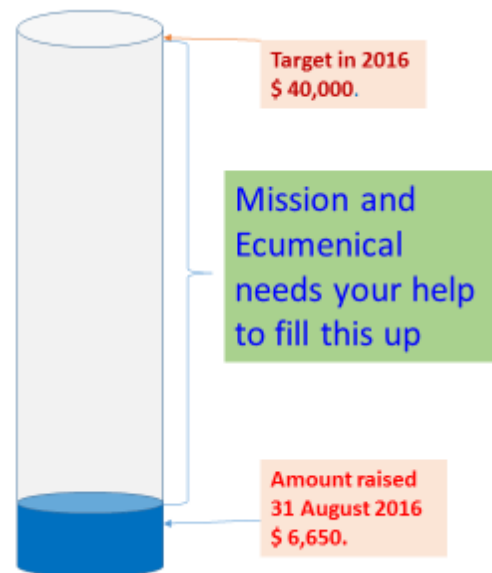 Target in 2016
$ 40,000.
Mission and
Ecumenical
needs your help
to fill this up
Amount raised
31 August 2016
$ 6,650.